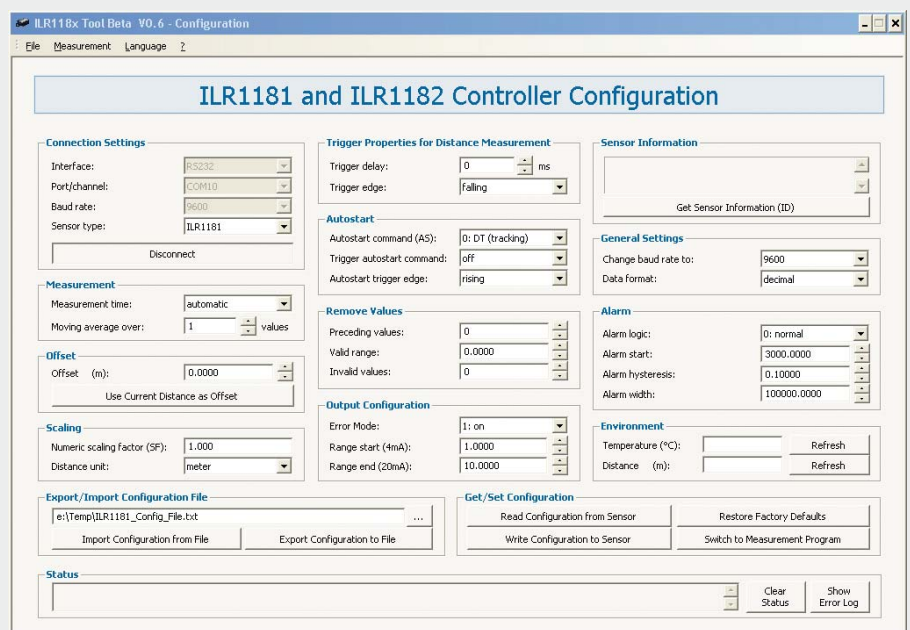 ILR118x Tool Beta V0.6 - Configuration
File Measurement Language ?
ILR1181 and ILR1182 Controller Configuration
Connection Settings
Interface: RS232
Port/channel: COM10
Baud rate: 9600
Sensor type: ILR1181
Disconnect
Measurement
Measurement time: automatic
Moving average over: 1 values
Offset
Offset (m): 0.0000
Use Current Distance as Offset
Scaling
Numeric scaling factor (SF): 1.000
Distance unit: meter
Trigger Properties for Distance Measurement
Trigger delay: 0 ms
Trigger edge: falling
Autostart
Autostart command (AS): 0: DT (tracking)
Trigger autostart command: off
Autostart trigger edge: rising
Remove Values
Preceding values: 0
Valid range: 0.0000
Invalid values: 0
Output Configuration
Error Mode: 1: on
Range start (4mA): 1.0000
Range end (20mA): 10.0000
Sensor Information
Get Sensor Information (ID)
General Settings
Change baud rate to: 9600
Data format: decimal
Alarm
Alarm logic: 0: normal
Alarm start: 3000.0000
Alarm hysteresis: 0.10000
Alarm width: 100000.0000
Environment
Temperature (°C): Refresh
Distance (m): Refresh
Export/Import Configuration File
e:\Temp\ILR1181_Config_File.txt ...
Import Configuration from File Export Configuration to File
Get/Set Configuration
Read Configuration from Sensor Restore Factory Defaults
Write Configuration to Sensor Switch to Measurement Program
Status
Clear Status
Show Error Log